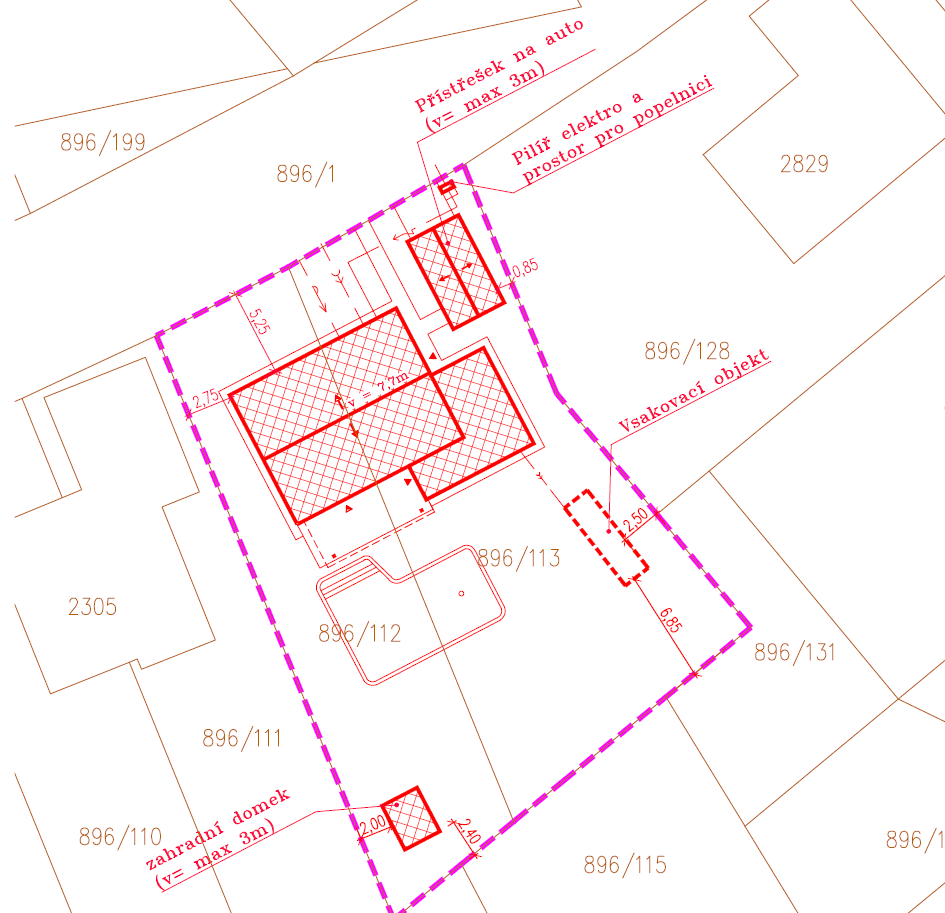 Přístřešek na auto
(v= max 3m)
Pilíř elektro a
prostor pro popelnici
896/199
896/1
2829
0,85
5,25
896/128
2,75
v = 7,7m
Vsakovací objekt
2,50
896/113
2305
896/112
6,85
896/131
896/111
zahradní domek
(v= max 3m)
2,00
2,40
896/110
896/115
896/1